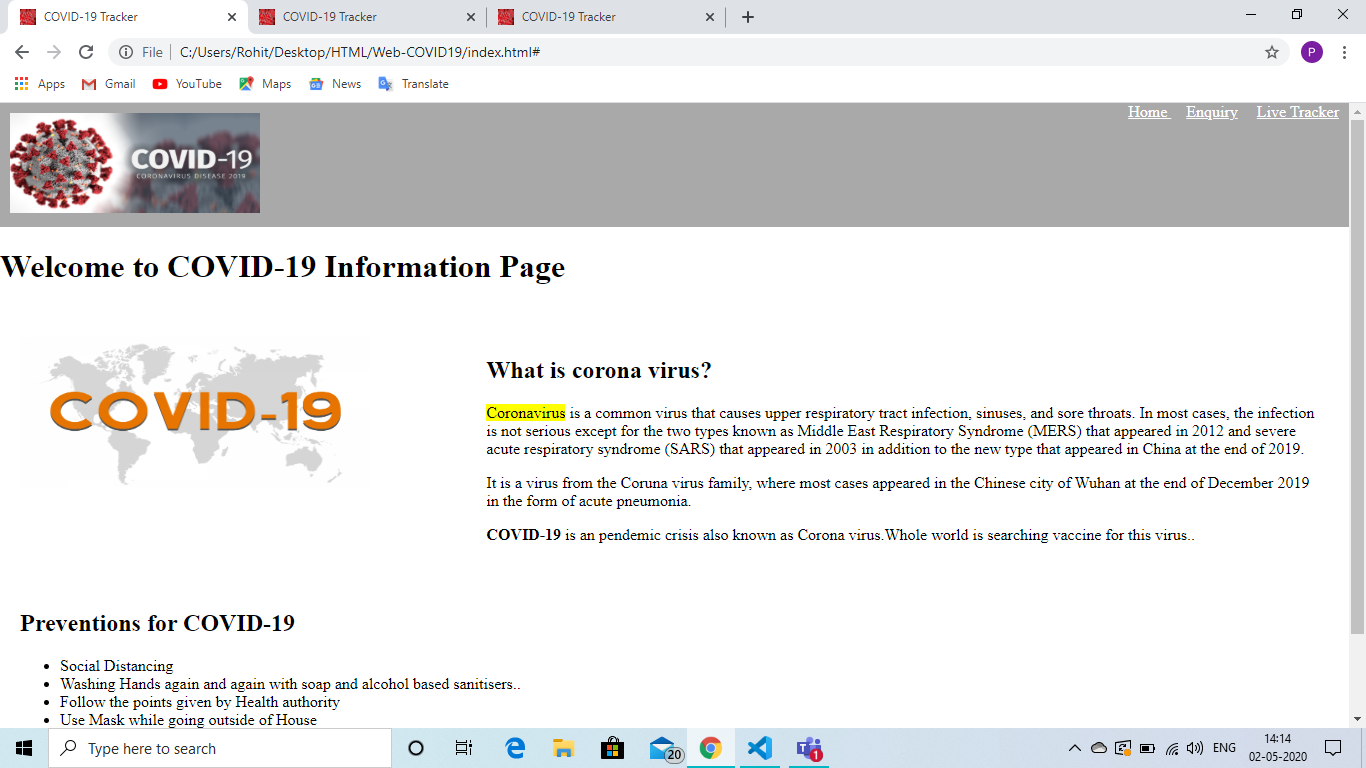 COVID-19 Tracker COVID-19 Tracker COVID-19 Tracker
File C:/Users/Rohit/Desktop/HTML/Web-COVID19/index.html# P
Apps Gmail YouTube Maps News Translate
Home Enquiry Live Tracker
COVID-19
CORONAVIRUS DISEASE 2019
Welcome to COVID-19 Information Page
COVID-19
What is corona virus?
Coronavirus is a common virus that causes upper respiratory tract infection, sinuses, and sore throats. In most cases, the infection
is not serious except for the two types known as Middle East Respiratory Syndrome (MERS) that appeared in 2012 and severe
acute respiratory syndrome (SARS) that appeared in 2003 in addition to the new type that appeared in China at the end of 2019.
It is a virus from the Coruna virus family, where most cases appeared in the Chinese city of Wuhan at the end of December 2019
in the form of acute pneumonia.
COVID-19 is an pendemic crisis also known as Corona virus.Whole world is searching vaccine for this virus..
Preventions for COVID-19
• Social Distancing
• Washing Hands again and again with soap and alcohol based sanitisers..
• Follow the points given by Health authority
• Use Mask while going outside of House
Type here to search 20 1 ENG 14:14
02-05-2020